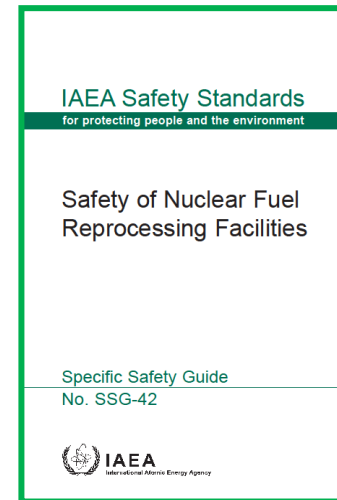 IAEA Safety Standards
for protecting people and the environment
Safety of Nuclear Fuel
Reprocessing Facilities
Specific Safety Guide
No. SSG-42
IAEA
International Atomic Energy Agency